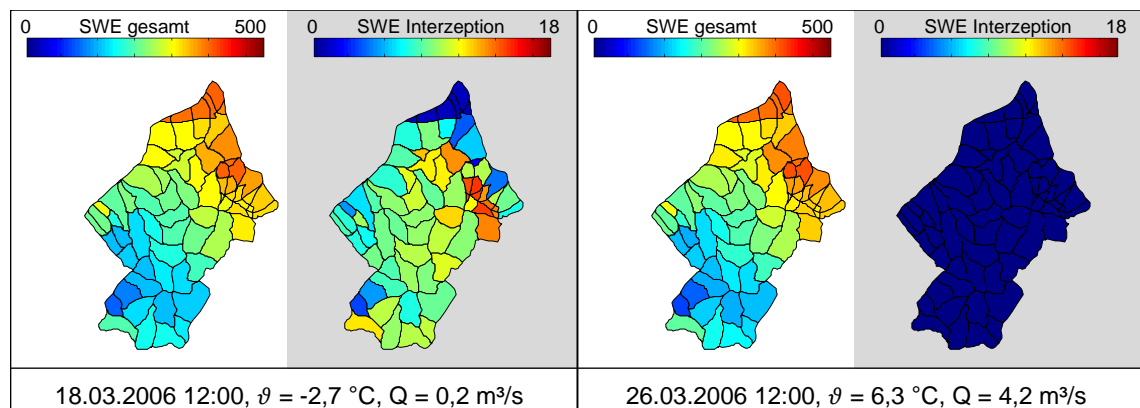 SWE gesamt
0 500
SWE Interzeption
0 18
SWE gesamt
0 500
SWE Interzeption
0 18
18.03.2006 12:00, ϑ = -2,7 °C, Q = 0,2 m³/s
26.03.2006 12:00, ϑ = 6,3 °C, Q = 4,2 m³/s